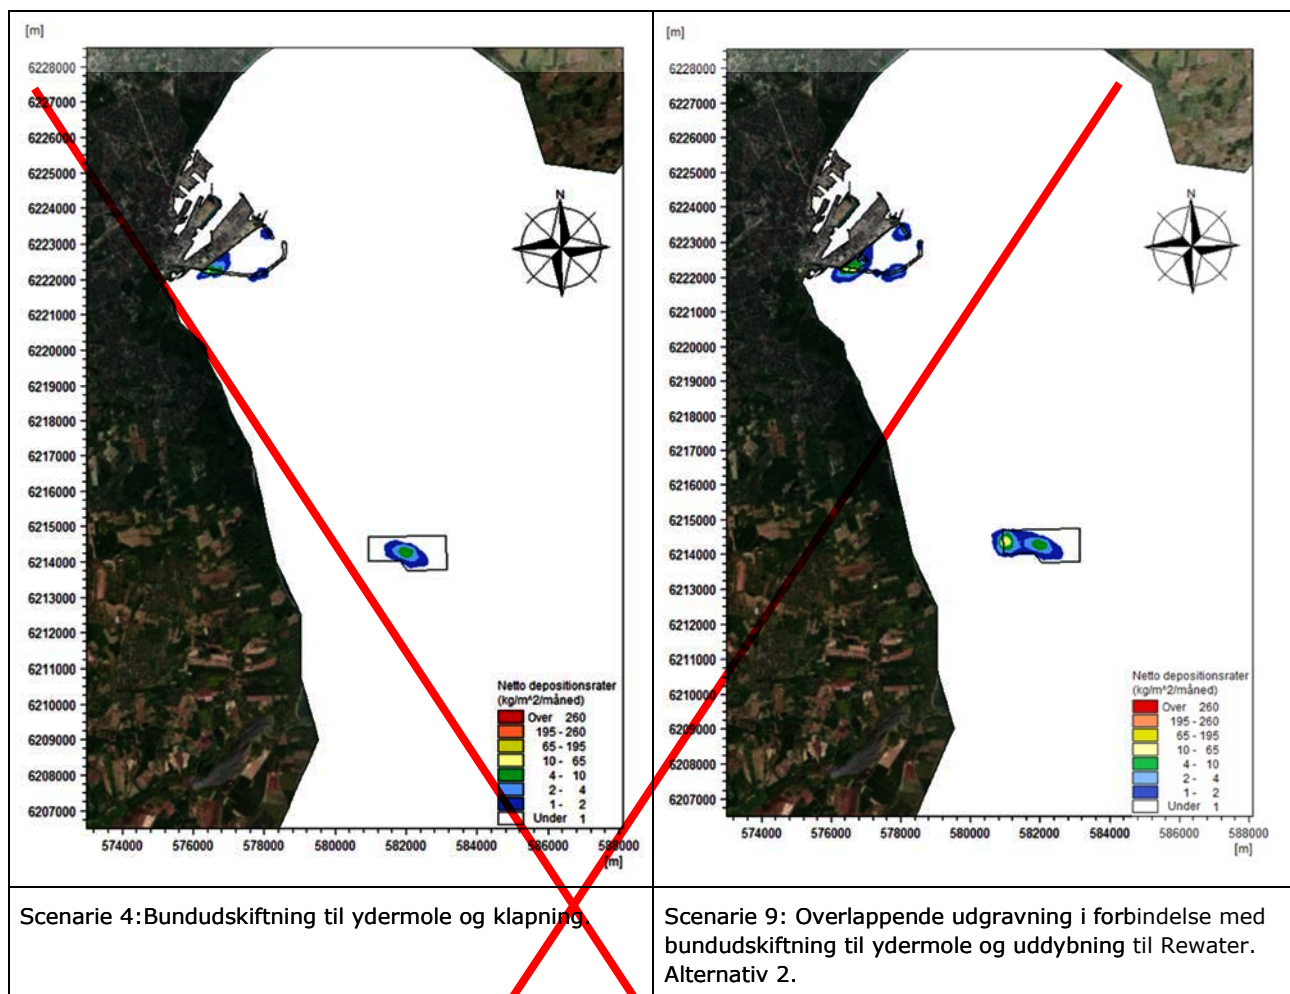 [m]
6228000
6227000
6226000
6225000
6224000
6223000
6222000
6221000
6220000
6219000
6218000
6217000
6216000
6215000
6214000
6213000
6212000
6211000
6210000
6209000
6208000
6207000
N
Netto depositionsrater
(kg/m^2/måned)
Over 260
195 - 260
65 - 195
10 - 65
4 - 10
2 - 4
1 - 2
Under 1
574000 576000 578000 580000 582000 584000 586000 588000
[m]
Scenarie 4:Bundudskiftning til ydermole og klapning.
[m]
6228000
6227000
6226000
6225000
6224000
6223000
6222000
6221000
6220000
6219000
6218000
6217000
6216000
6215000
6214000
6213000
6212000
6211000
6210000
6209000
6208000
6207000
N
Netto depositionsrater
(kg/m^2/måned)
Over 260
195 - 260
65 - 195
10 - 65
4 - 10
2 - 4
1 - 2
Under 1
574000 576000 578000 580000 582000 584000 586000 588000
[m]
Scenarie 9: Overlappende udgravning i forbindelse med
bundudskiftning til ydermole og uddybning til Rewater.
Alternativ 2.